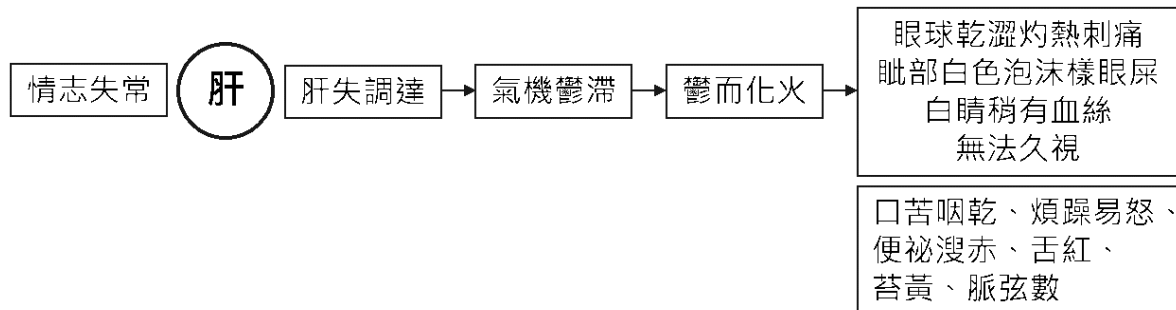 情志失常
肝
肝失調達
氣機鬱滯
鬱而化火
眼球乾澀灼熱刺痛
眦部白色泡沫樣眼屎
白睛稍有血絲
無法久視
口苦咽乾、煩躁易怒、
便祕溲赤、舌紅、
苔黃、脈弦數